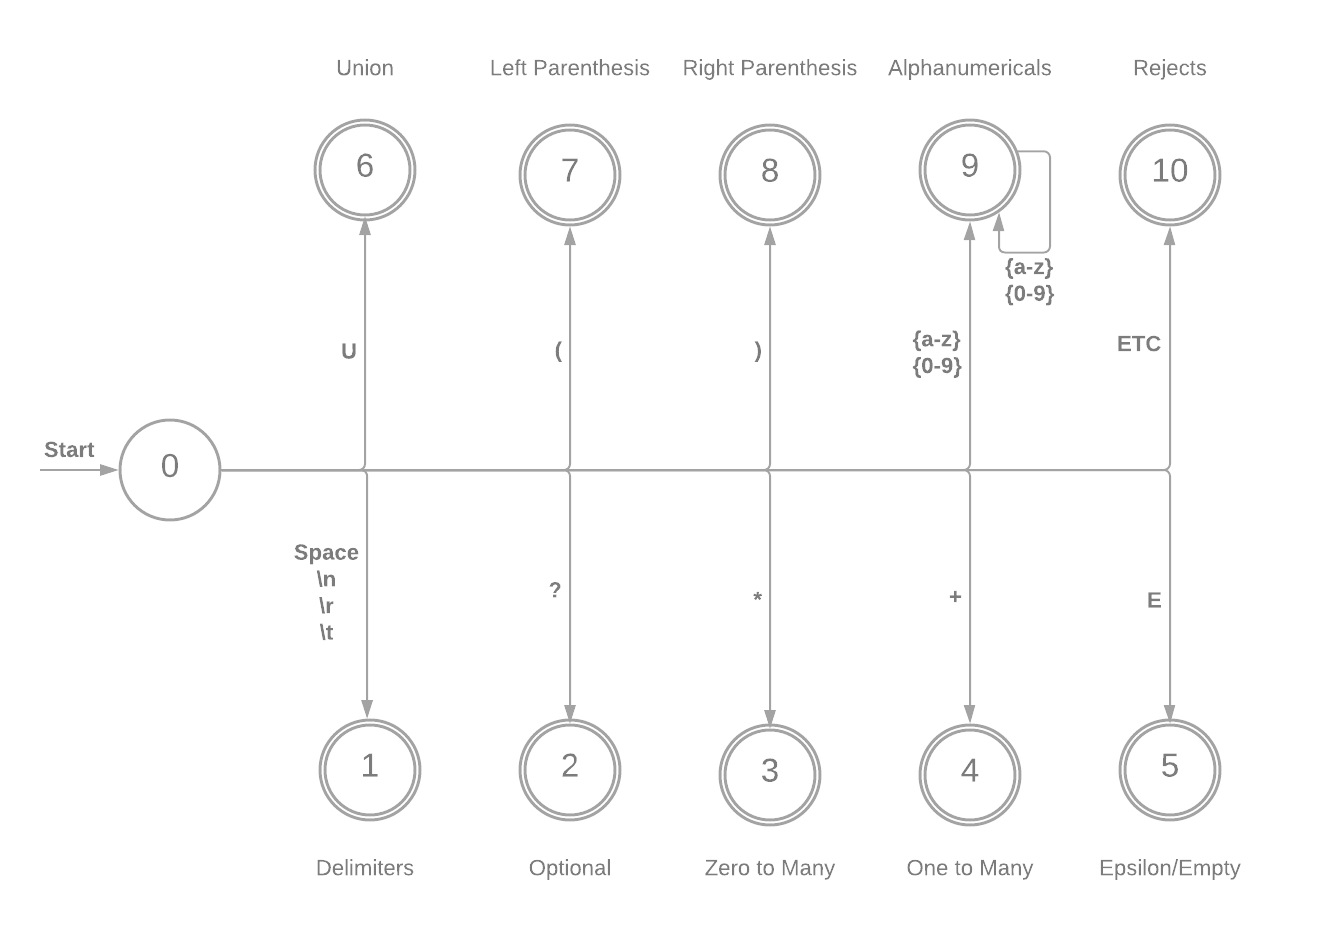 Union
Left Parenthesis
Right Parenthesis
Alphanumericals
Rejects
6
7
8
9
10
{a-z}
{0-9}
U
(
)
{a-z}
{0-9}
ETC
Start
0
Space
\n
\r
\t
?
*
+
E
1
2
3
4
5
Delimiters
Optional
Zero to Many
One to Many
Epsilon/Empty